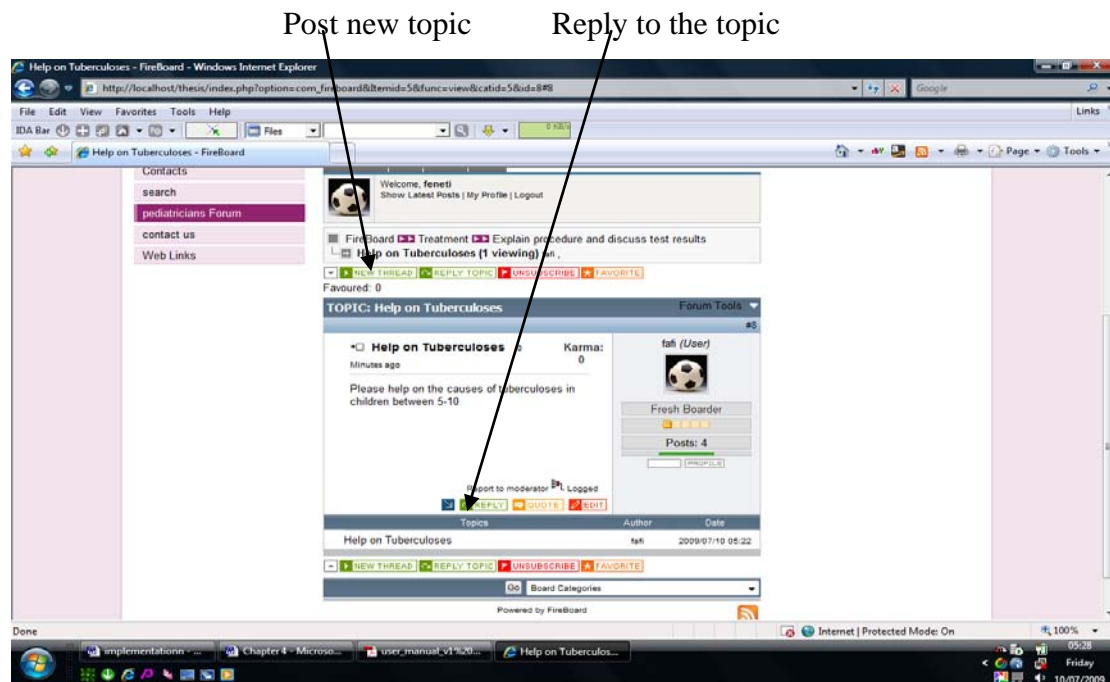 Post new topic Reply to the topic
Help on Tuberculoses - FireBoard - Windows Internet Explorer
http://localhost/thesis/index.php?option=com_fireboard&Itemid=5&func=view&catid=5&id=8#8 Google
File Edit View Favorites Tools Help Links
IDA Bar Files 0 KB/s
Help on Tuberculoses - FireBoard Page Tools
Contacts
search
pediatricians Forum
contact us
Web Links
Welcome, feneti
Show Latest Posts | My Profile | Logout
FireBoard Treatment Explain procedure and discuss test results
Help on Tuberculoses (1 viewing) fafi ,
NEW THREAD REPLY TOPIC UNSUBSCRIBE FAVORITE
Favoured: 0
TOPIC: Help on Tuberculoses Forum Tools
#8
Help on Tuberculoses Karma:
Minutes ago 0
Please help on the causes of tuberculoses in
children between 5-10
fafi (User)
Fresh Boarder
Posts: 4
PROFILE
Report to moderator Logged
REPLY QUOTE EDIT
Topics Author Date
Help on Tuberculoses fafi 2009/07/10 05:22
NEW THREAD REPLY TOPIC UNSUBSCRIBE FAVORITE
Go Board Categories
Powered by FireBoard
Done Internet | Protected Mode: On 100%
implementationn - ... Chapter 4 - Microso... user_manual_v1%20... Help on Tuberculos... 05:28
Friday
10/07/2009